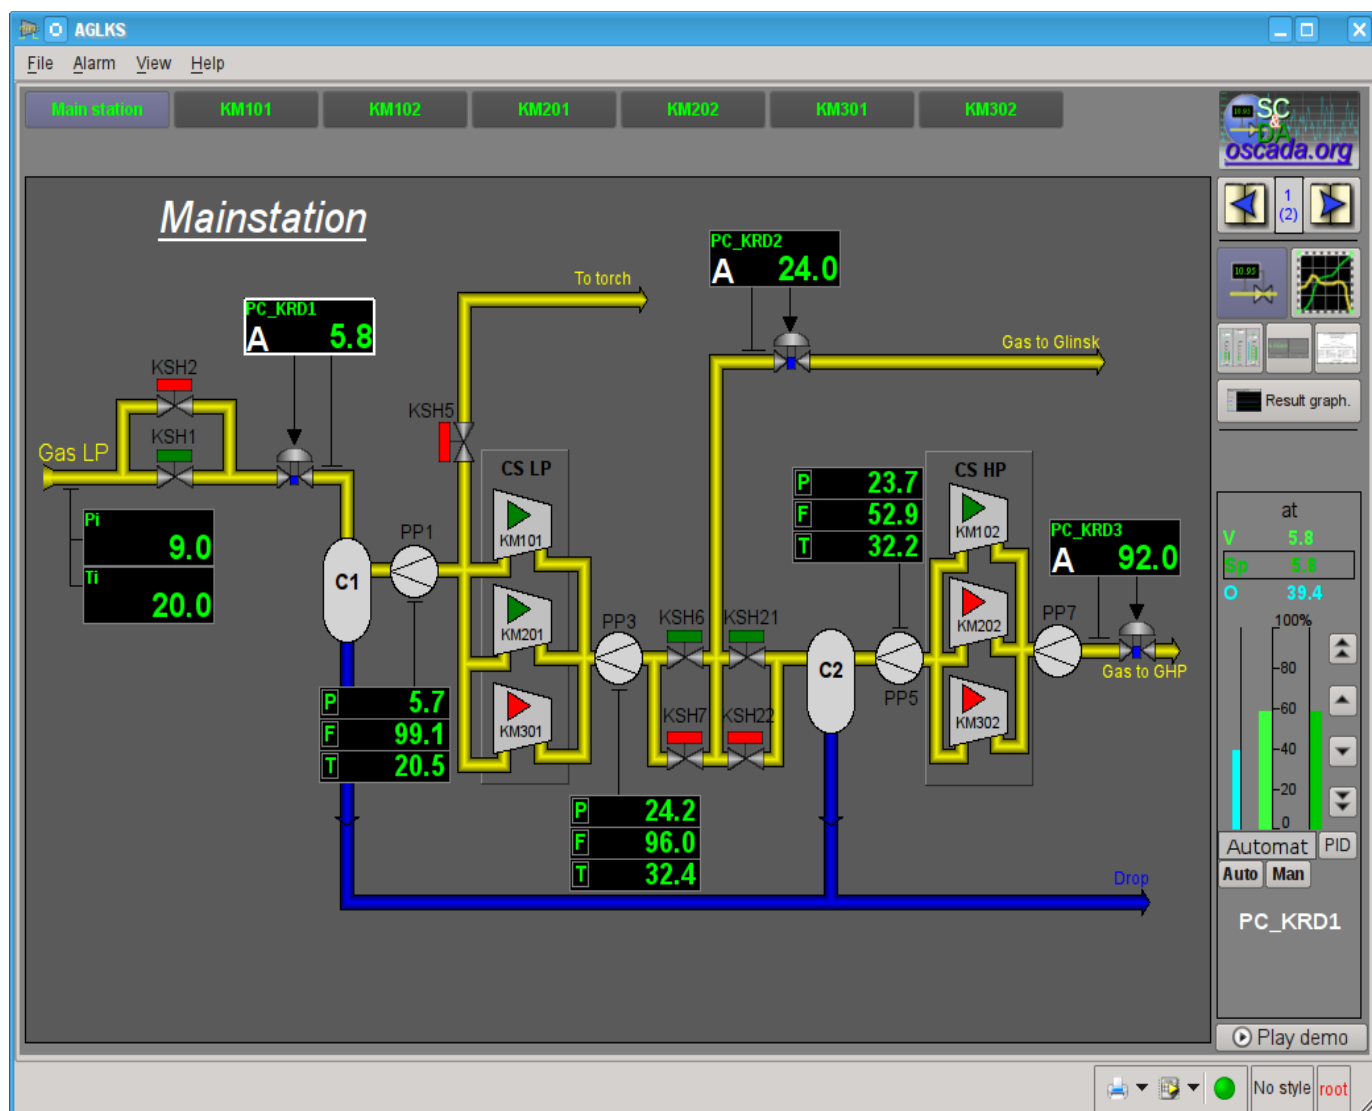 AGLKS
File Alarm View Help
Main station KM101 KM102 KM201 KM202 KM301 KM302
SC
&
DA
oscada.org
1
(2)
Mainstation
PC_KRD2
A 24.0
To torch
PC_KRD1
A 5.8
Gas to Glinsk
KSH2
KSH5
KSH1
Gas LP
CS LP
CS HP
P 23.7
F 52.9
T 32.2
Pi
9.0
Ti
20.0
KM101
KM102
PC_KRD3
A 92.0
PP1
C1
KM201
KM202
PP3
KSH6
KSH21
PP7
C2
PP5
Gas to GHP
P 5.7
F 99.1
T 20.5
KM301
KM302
KSH7
KSH22
P 24.2
F 96.0
T 32.4
Drop
10.95
Result graph.
at
V 5.8
Sp 5.8
O 39.4
100%
80
60
40
20
0
Automat PID
Auto Man
PC_KRD1
Play demo
No style root